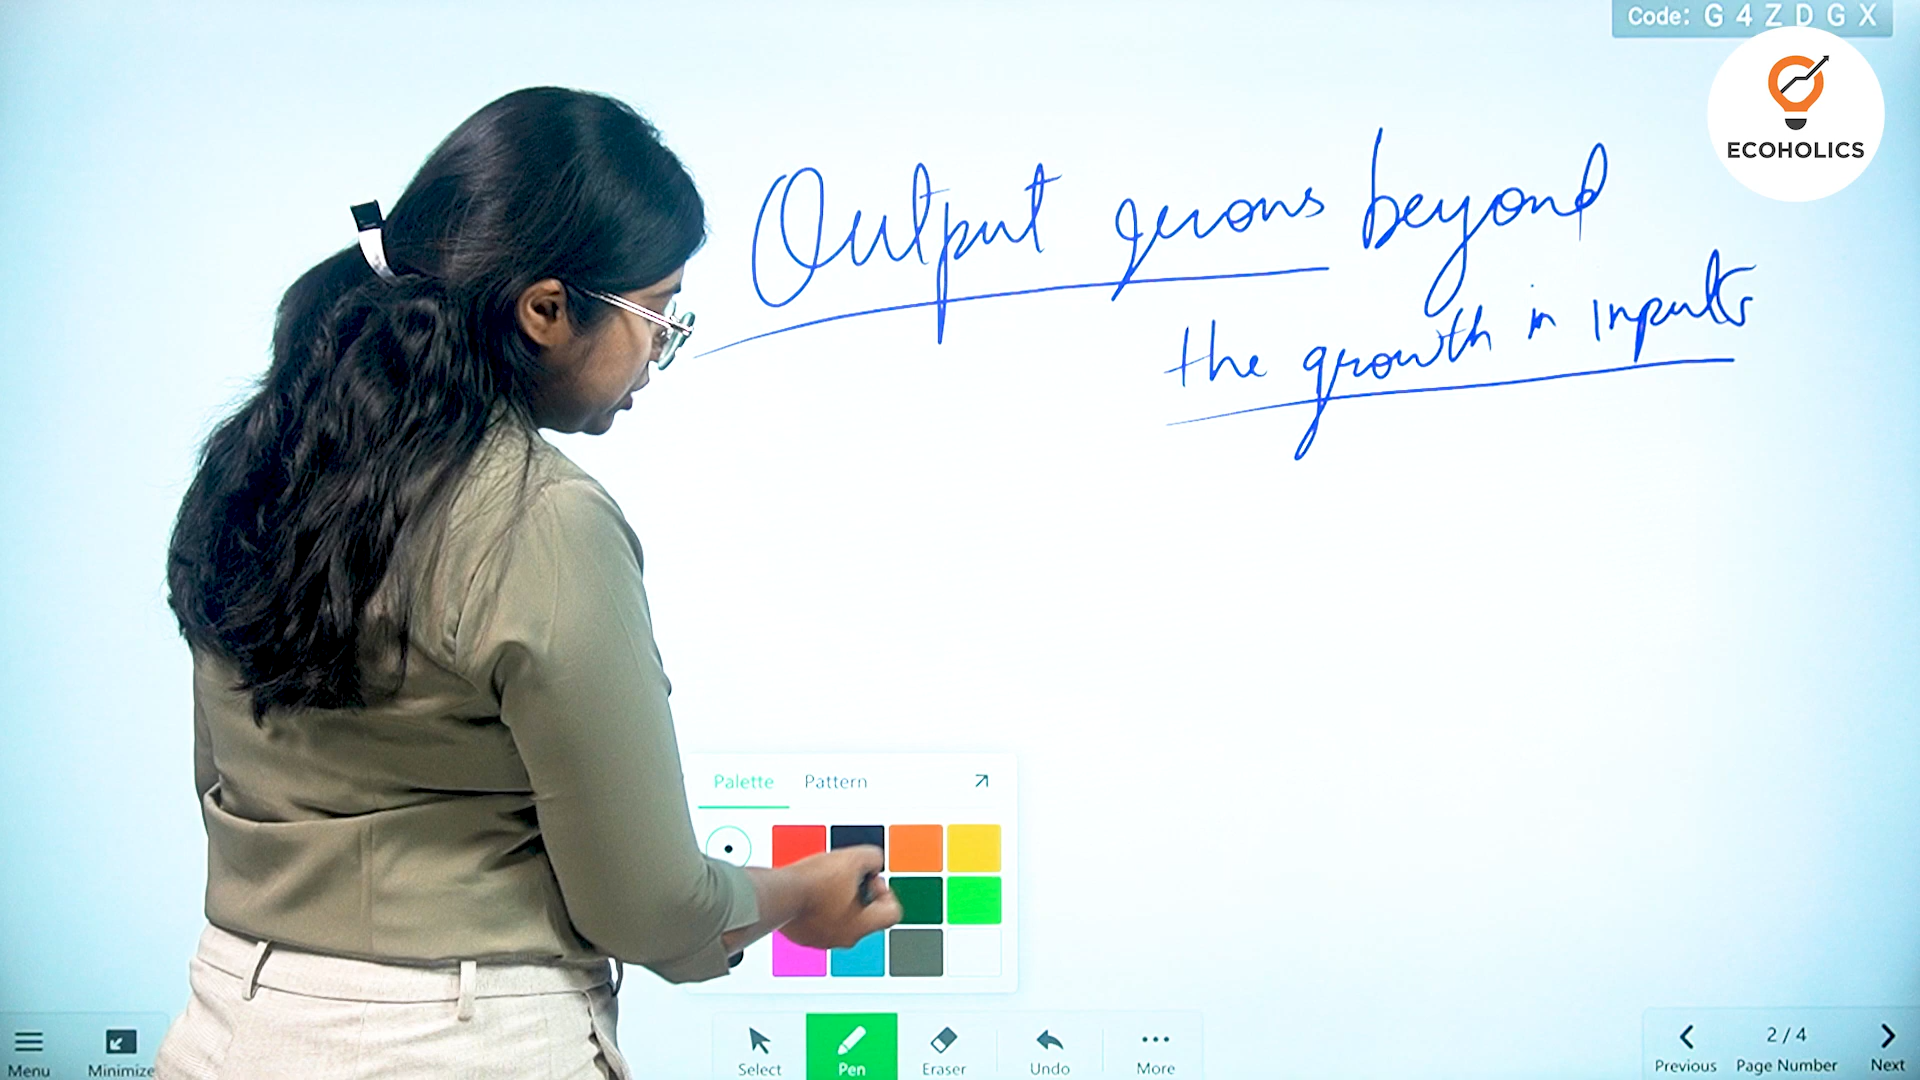 Code: G 4 Z D G X
ECOHOLICS
Output grows beyond
the growth in inputs
Palette Pattern
Menu Minimize Select Pen Eraser Undo More
2 / 4
Previous Page Number Next